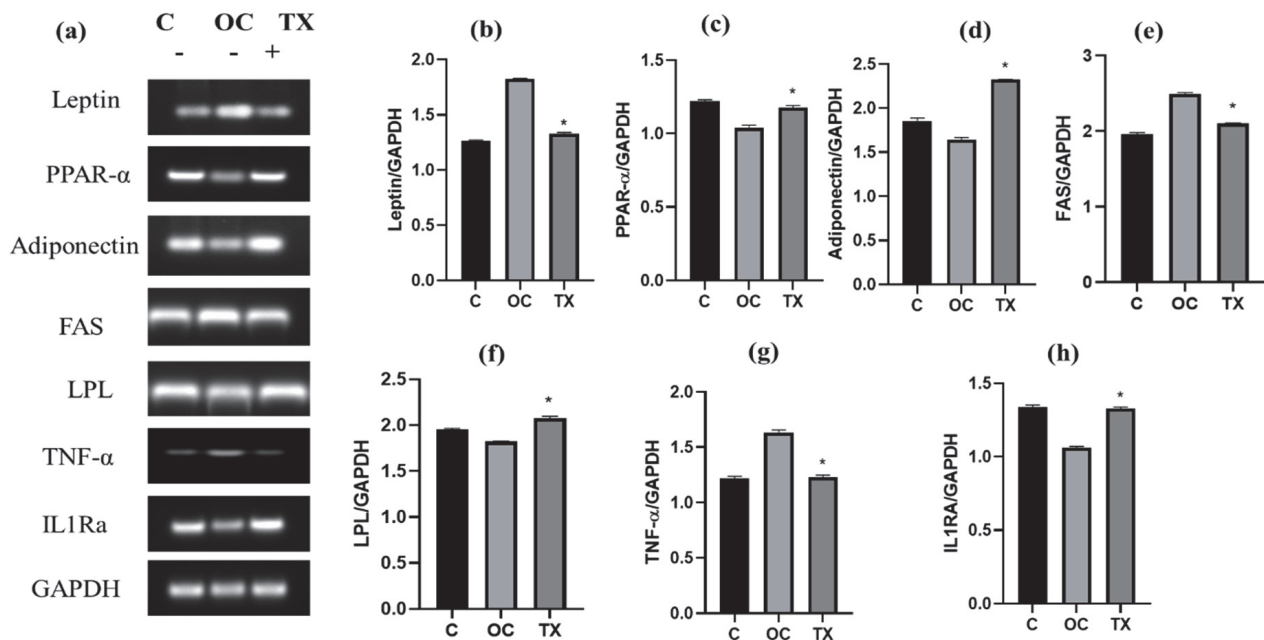 (a)
C OC TX
- - +
Leptin
PPAR-α
Adiponectin
FAS
LPL
TNF-α
IL1Ra
GAPDH
(b)
Leptin/GAPDH
2.0
1.5
1.0
0.5
0.0
*
C OC TX
(c)
PPAR-α/GAPDH
1.5
1.0
0.5
0.0
*
C OC TX
(d)
Adiponectin/GAPDH
2.5
2.0
1.5
1.0
0.5
0.0
*
C OC TX
(e)
FAS/GAPDH
3
2
1
0
*
C OC TX
(f)
LPL/GAPDH
2.5
2.0
1.5
1.0
0.5
0.0
*
C OC TX
(g)
TNF-α/GAPDH
2.0
1.5
1.0
0.5
0.0
*
C OC TX
(h)
IL1RA/GAPDH
1.5
1.0
0.5
0.0
*
C OC TX